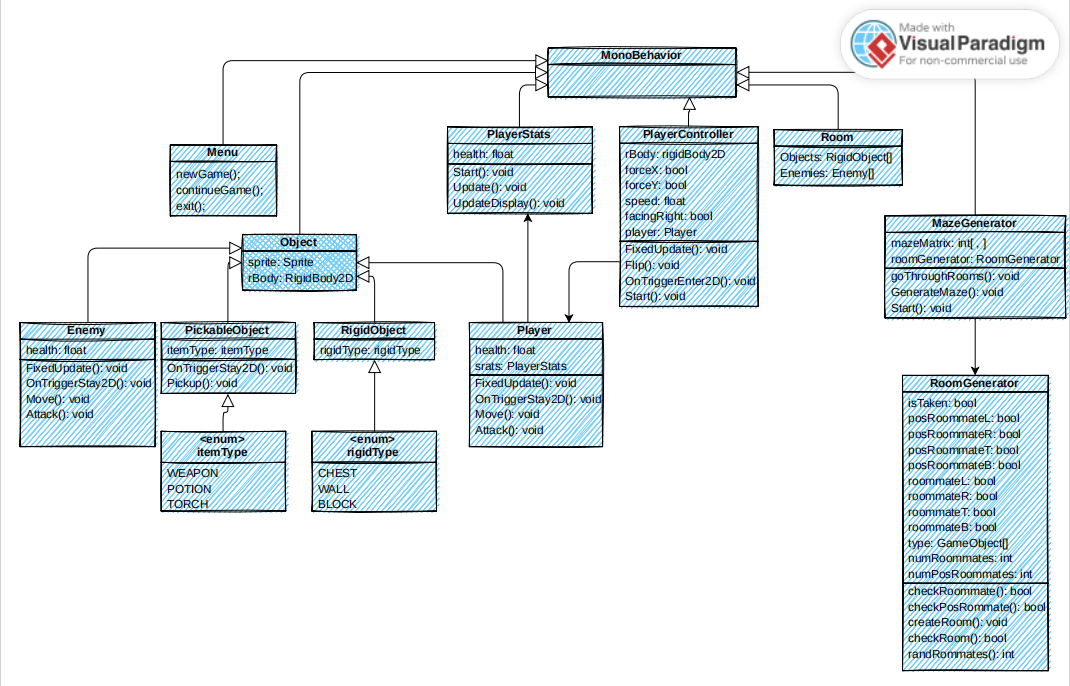 Made with
Visual Paradigm
For non-commercial use
MonoBehavior
Menu
newGame();
continueGame();
exit();
PlayerStats
health: float
Start(): void
Update(): void
UpdateDisplay(): void
PlayerController
rBody: rigidBody2D
forceX: bool
forceY: bool
speed: float
facingRight: bool
player: Player
FixedUpdate(): void
Flip(): void
OnTriggerEnter2D(): void
Start(): void
Room
Objects: RigidObject[]
Enemies: Enemy[]
MazeGenerator
mazeMatrix: int[ , ]
roomGenerator: RoomGenerator
goThroughRooms(): void
GenerateMaze(): void
Start(): void
Object
sprite: Sprite
rBody: RigidBody2D
Enemy
health: float
FixedUpdate(): void
OnTriggerStay2D(): void
Move(): void
Attack(): void
PickableObject
itemType: itemType
OnTriggerStay2D(): void
Pickup(): void
RigidObject
rigidType: rigidType
Player
health: float
srats: PlayerStats
FixedUpdate(): void
OnTriggerStay2D(): void
Move(): void
Attack(): void
<enum>
itemType
WEAPON
POTION
TORCH
<enum>
rigidType
CHEST
WALL
BLOCK
RoomGenerator
isTaken: bool
posRoommateL: bool
posRoommateR: bool
posRoommateT: bool
posRoommateB: bool
roommateL: bool
roommateR: bool
roommateT: bool
roommateB: bool
type: GameObject[]
numRoommates: int
numPosRoommates: int
checkRoommate(): bool
checkPosRommate(): bool
createRoom(): void
checkRoom(): bool
randRommates(): int